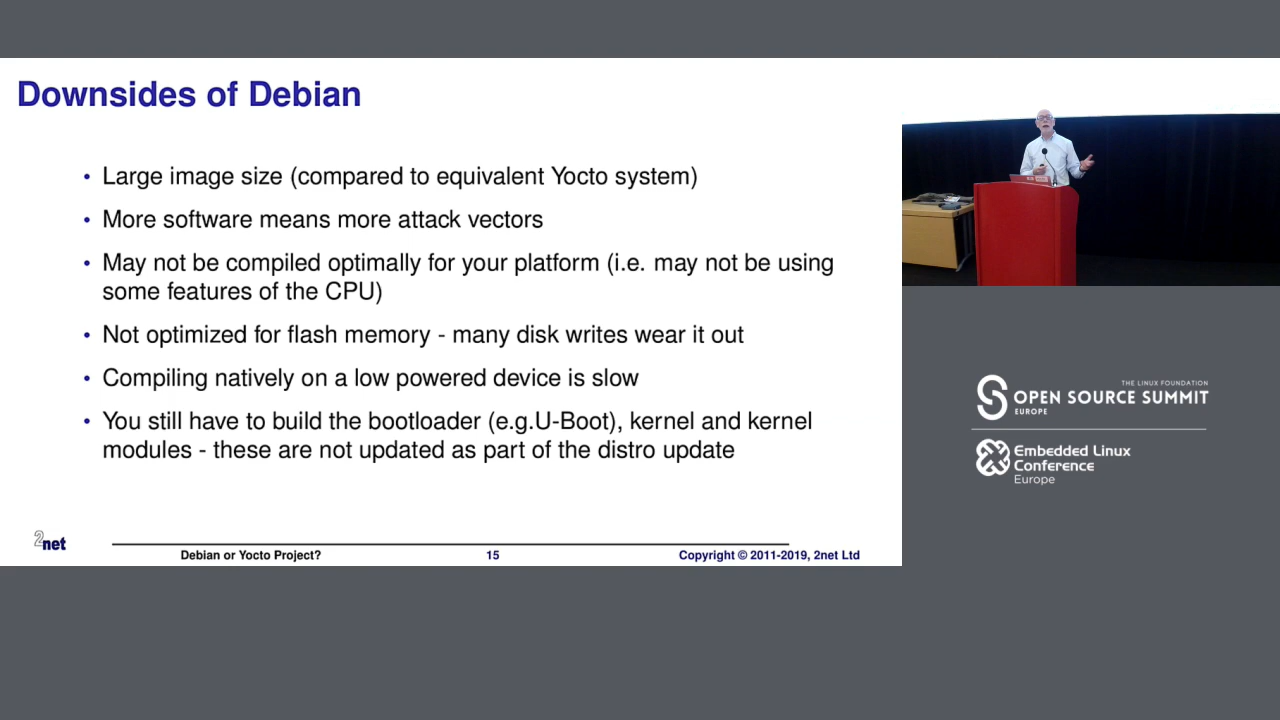 Downsides of Debian
• Large image size (compared to equivalent Yocto system)
• More software means more attack vectors
• May not be compiled optimally for your platform (i.e. may not be using
some features of the CPU)
• Not optimized for flash memory - many disk writes wear it out
• Compiling natively on a low powered device is slow
• You still have to build the bootloader (e.g.U-Boot), kernel and kernel
modules - these are not updated as part of the distro update
2net
Debian or Yocto Project?
15
Copyright © 2011-2019, 2net Ltd
THE LINUX FOUNDATION
OPEN SOURCE SUMMIT
EUROPE
Embedded Linux
Conference
Europe